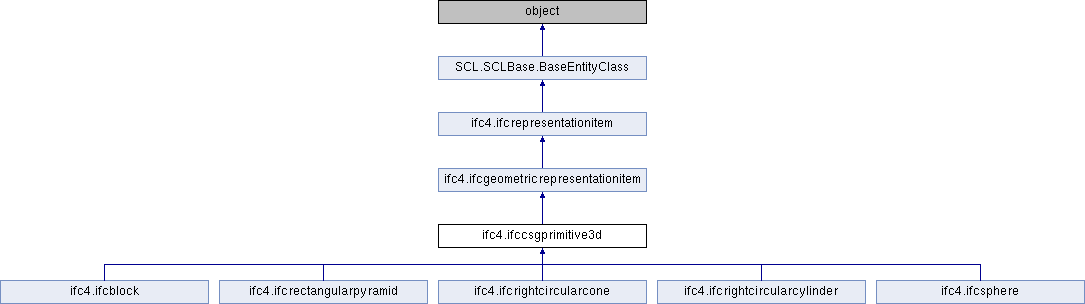 object
SCL.SCLBase.BaseEntityClass
ifc4.ifcrepresentationitem
ifc4.ifcgeometricrepresentationitem
ifc4.ifccsgprimitive3d
ifc4.ifcblock
ifc4.ifcrectangularpyramid
ifc4.ifcrightcircularcone
ifc4.ifcrightcircularcylinder
ifc4.ifcsphere